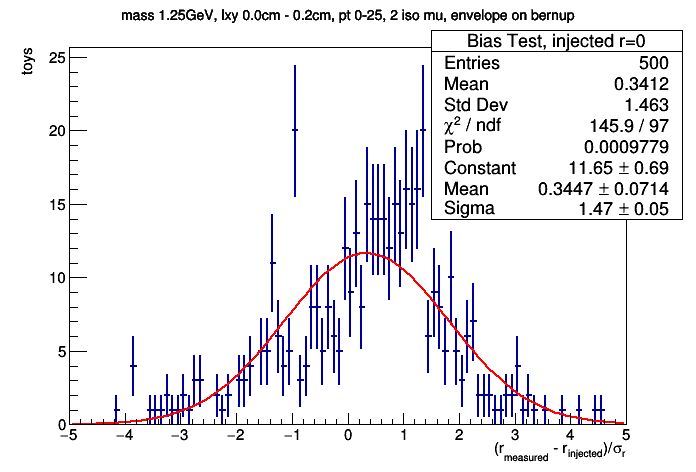 mass 1.25GeV, lxy 0.0cm - 0.2cm, pt 0-25, 2 iso mu, envelope on bernup
Bias Test, injected r=0
Entries 500
Mean 0.3412
Std Dev 1.463
χ² / ndf 145.9 / 97
Prob 0.0009779
Constant 11.65 ± 0.69
Mean 0.3447 ± 0.0714
Sigma 1.47 ± 0.05
toys
25
20
15
10
5
0
−5 −4 −3 −2 −1 0 1 2 3 4 5
(r_measured - r_injected)/σ_r